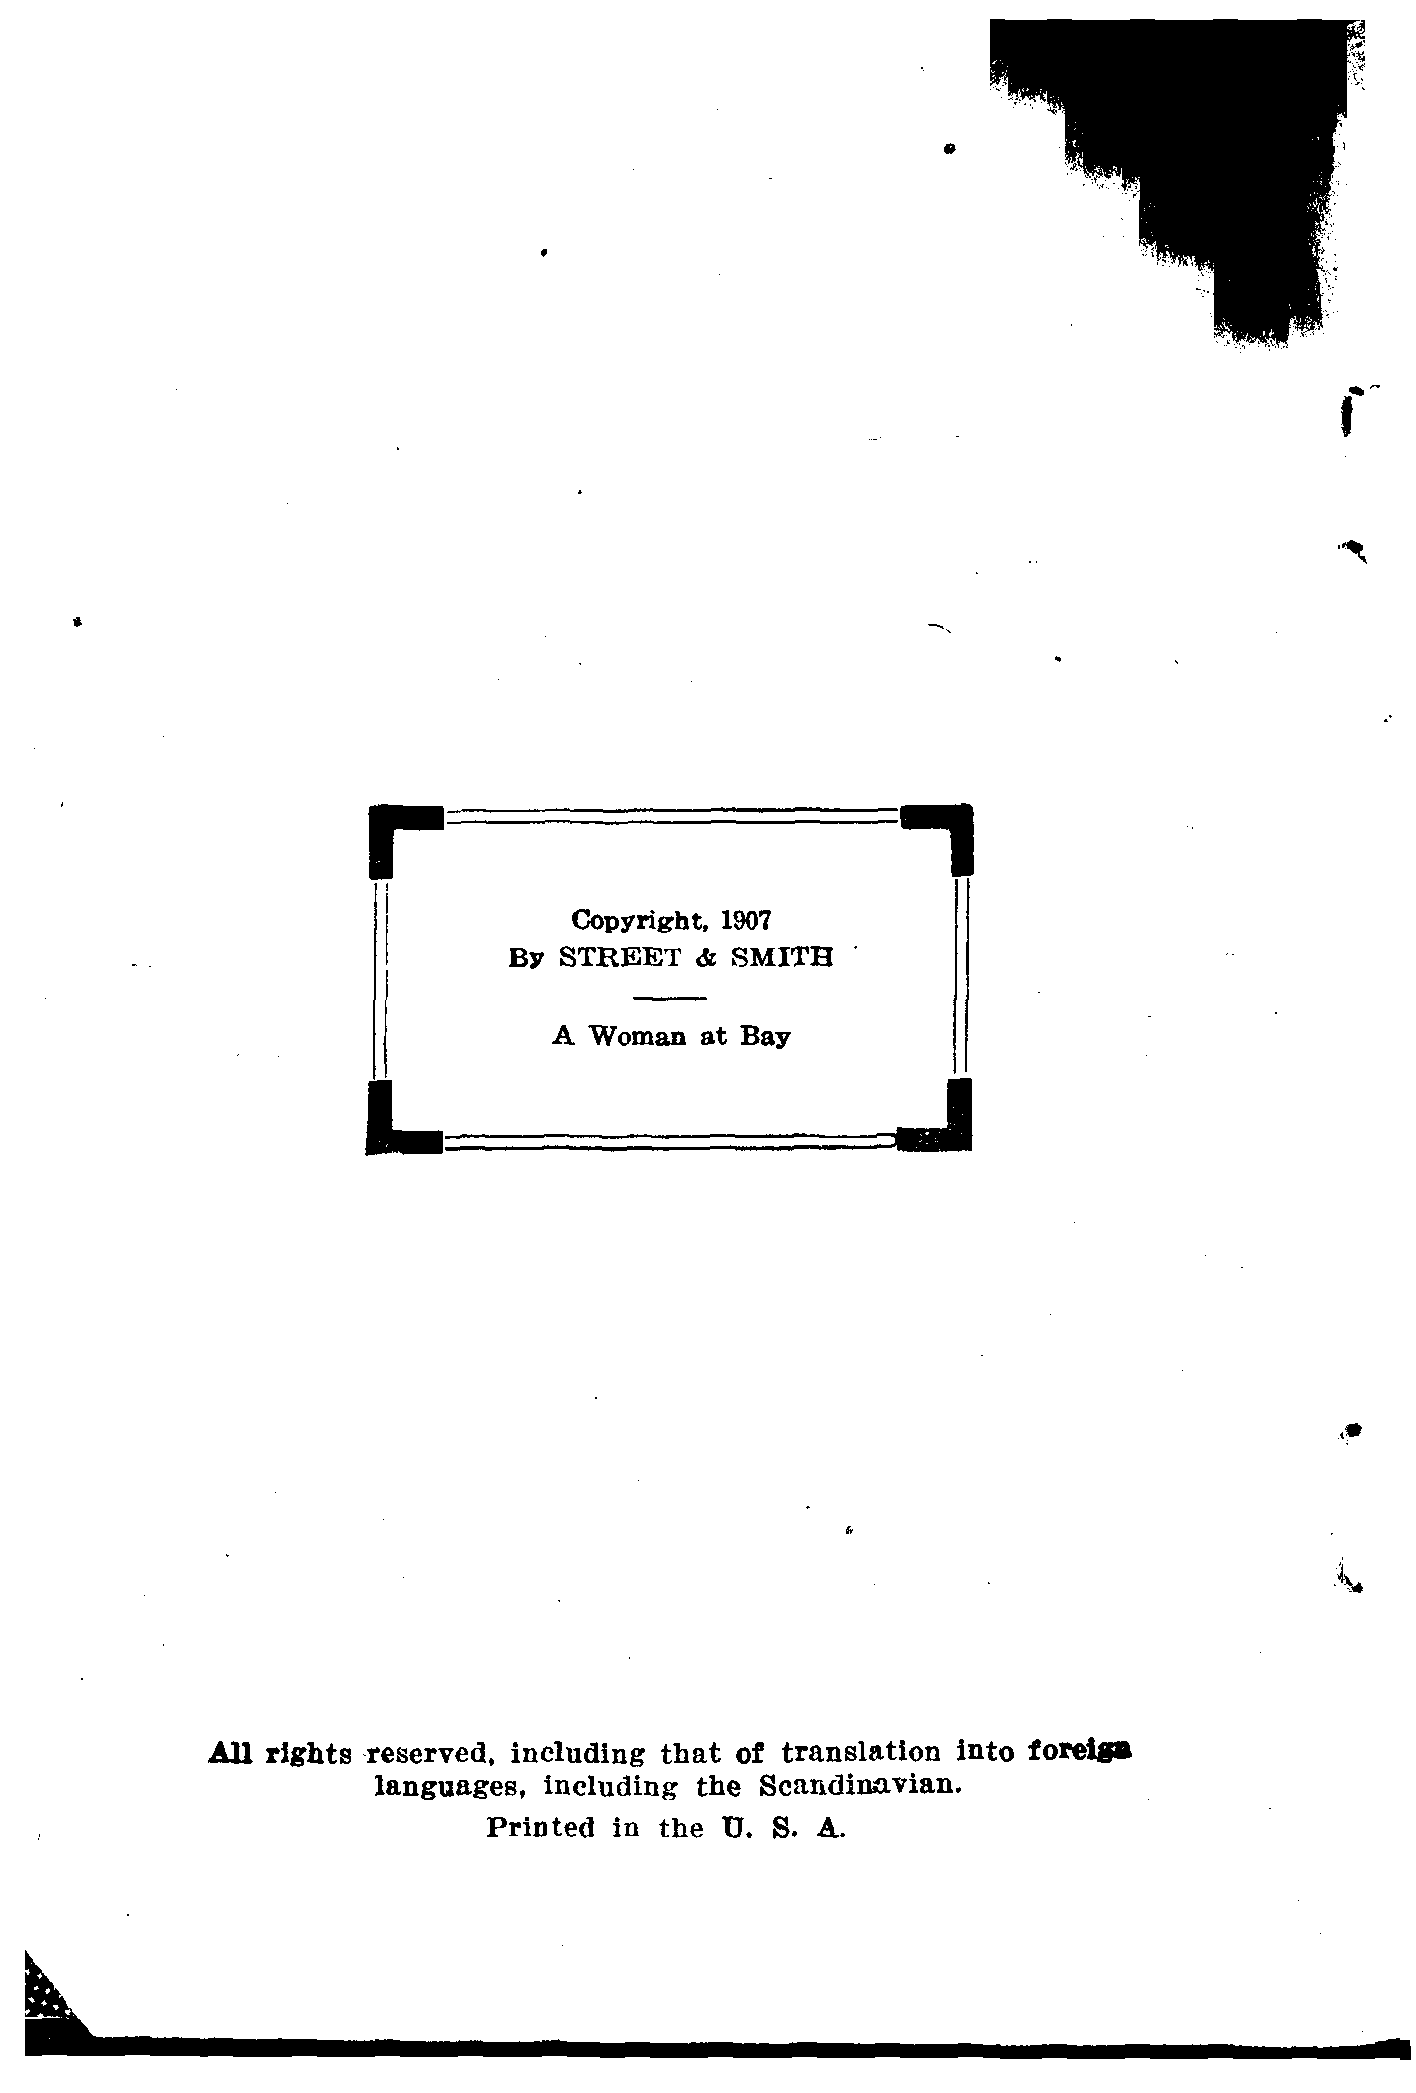 Copyright, 1907
By STREET & SMITH
A Woman at Bay
All rights reserved, including that of translation into foreign
languages, including the Scandinavian.
Printed in the U. S. A.